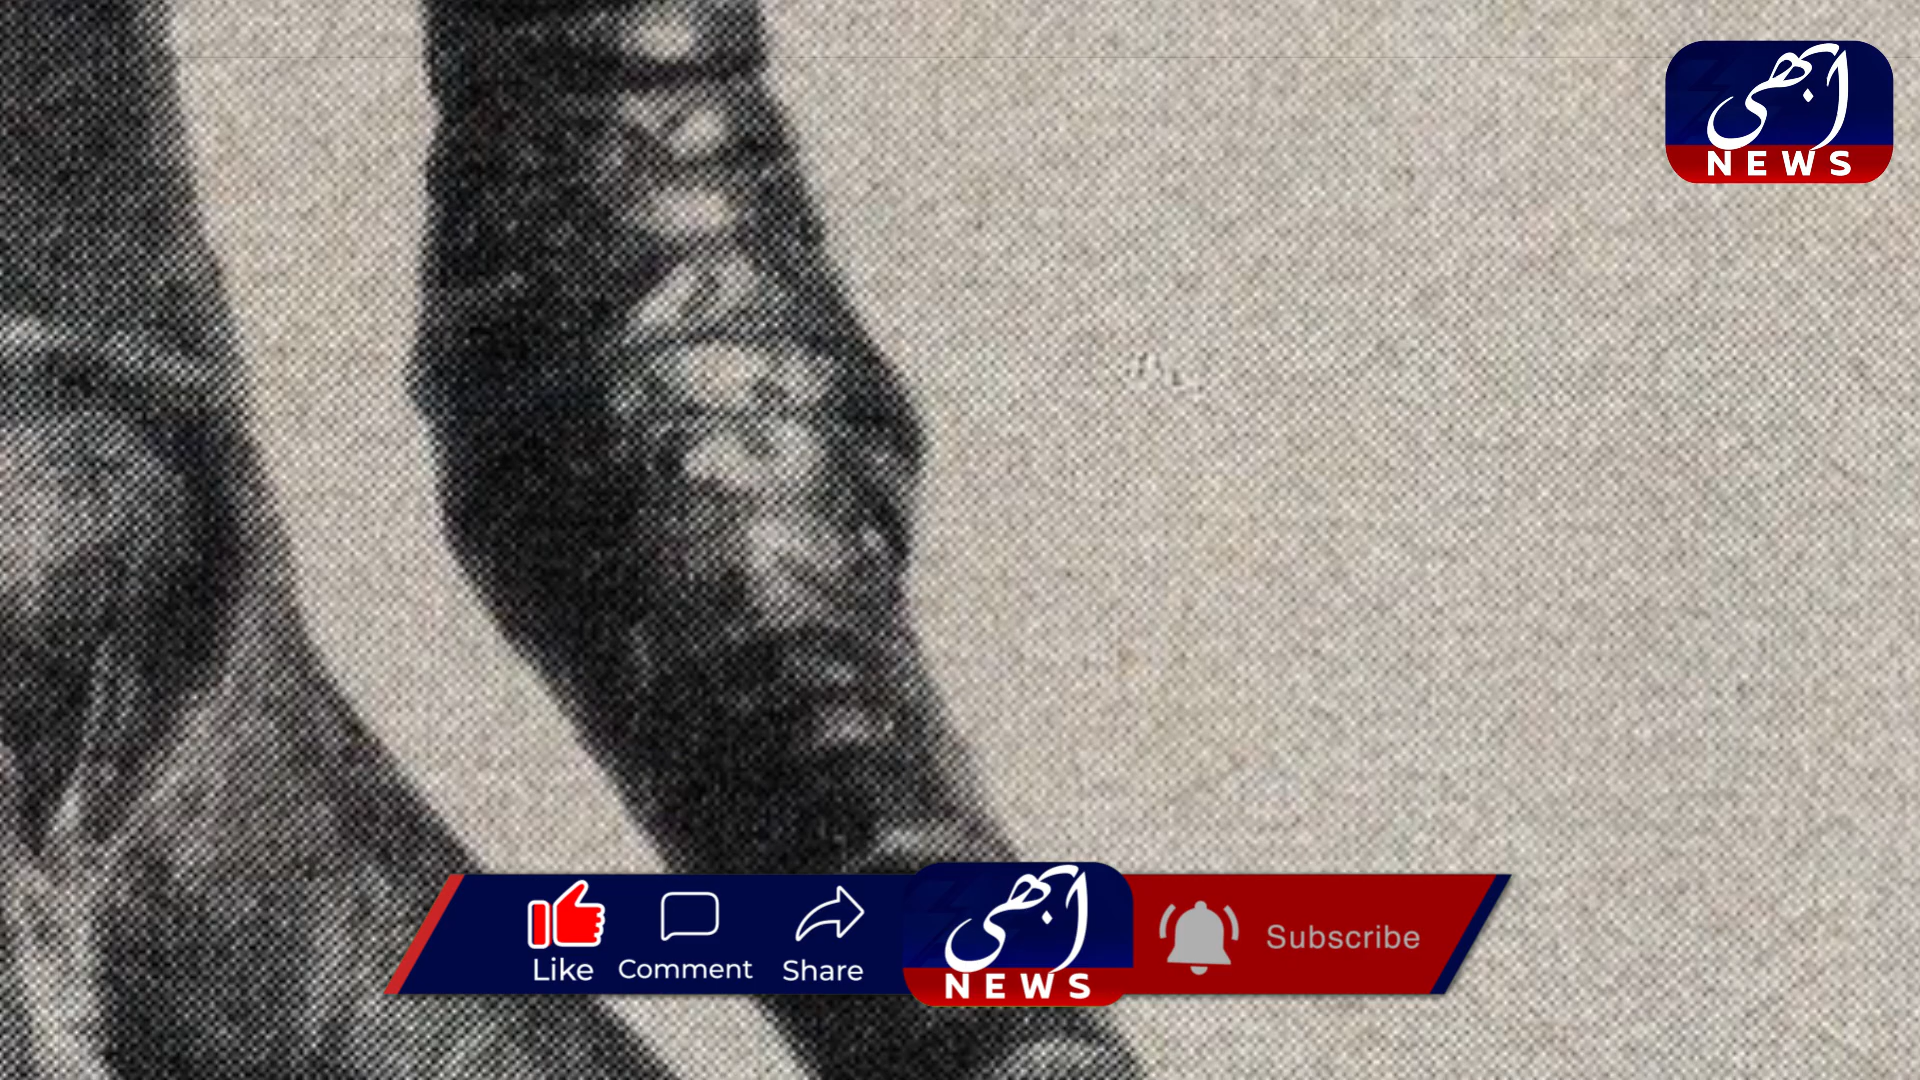 ابھی
NEWS
Like
Comment
Share
ابھی
NEWS
Subscribe